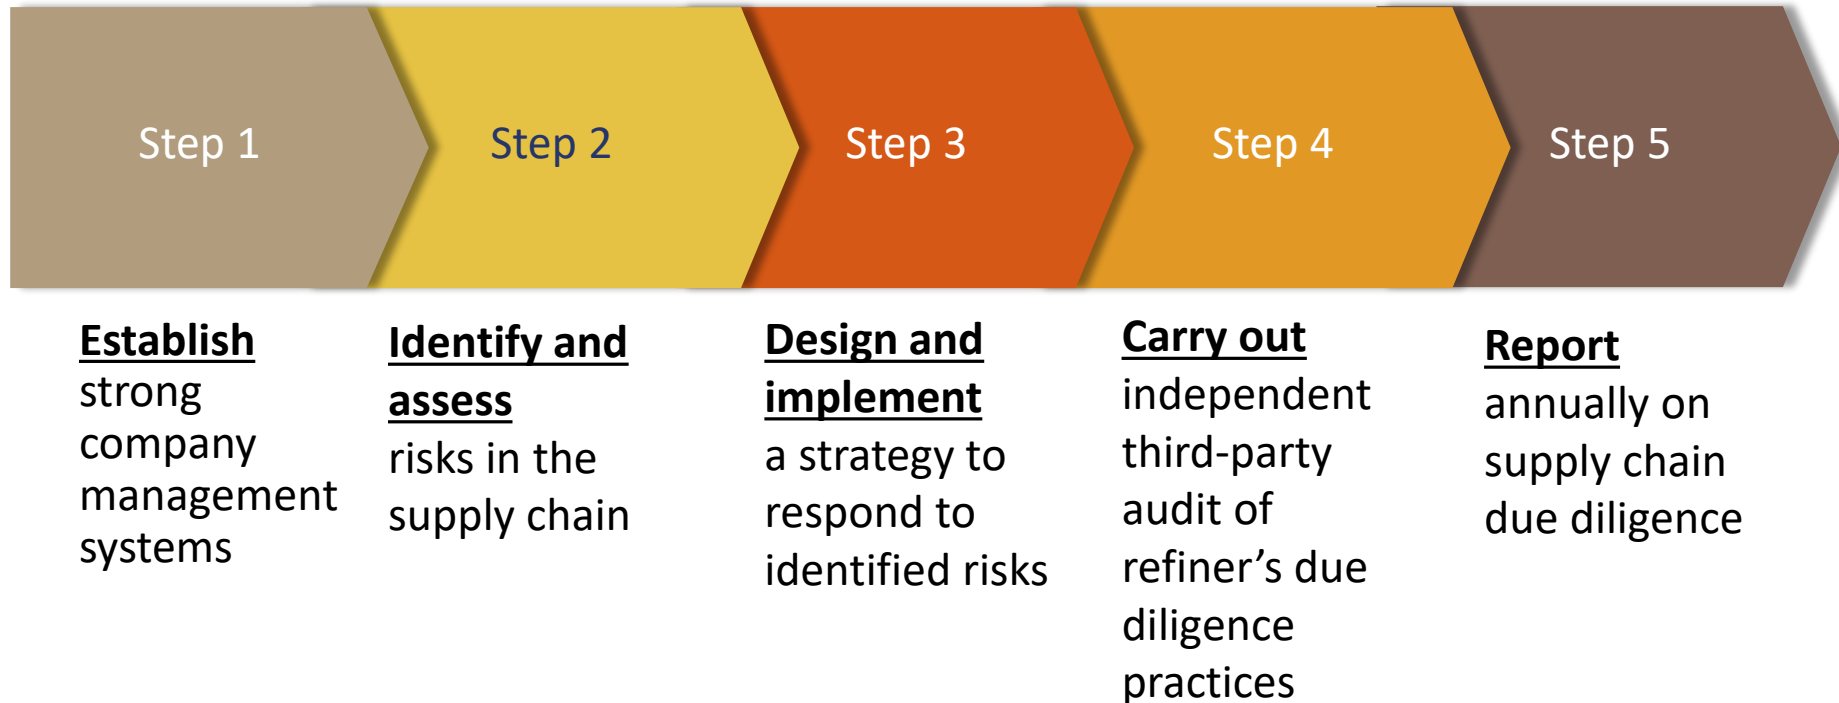 Step 1
Step 2
Step 3
Step 4
Step 5
Establish
strong
company
management
systems
Identify and
assess
risks in the
supply chain
Design and
implement
a strategy to
respond to
identified risks
Carry out
independent
third-party
audit of
refiner’s due
diligence
practices
Report
annually on
supply chain
due diligence